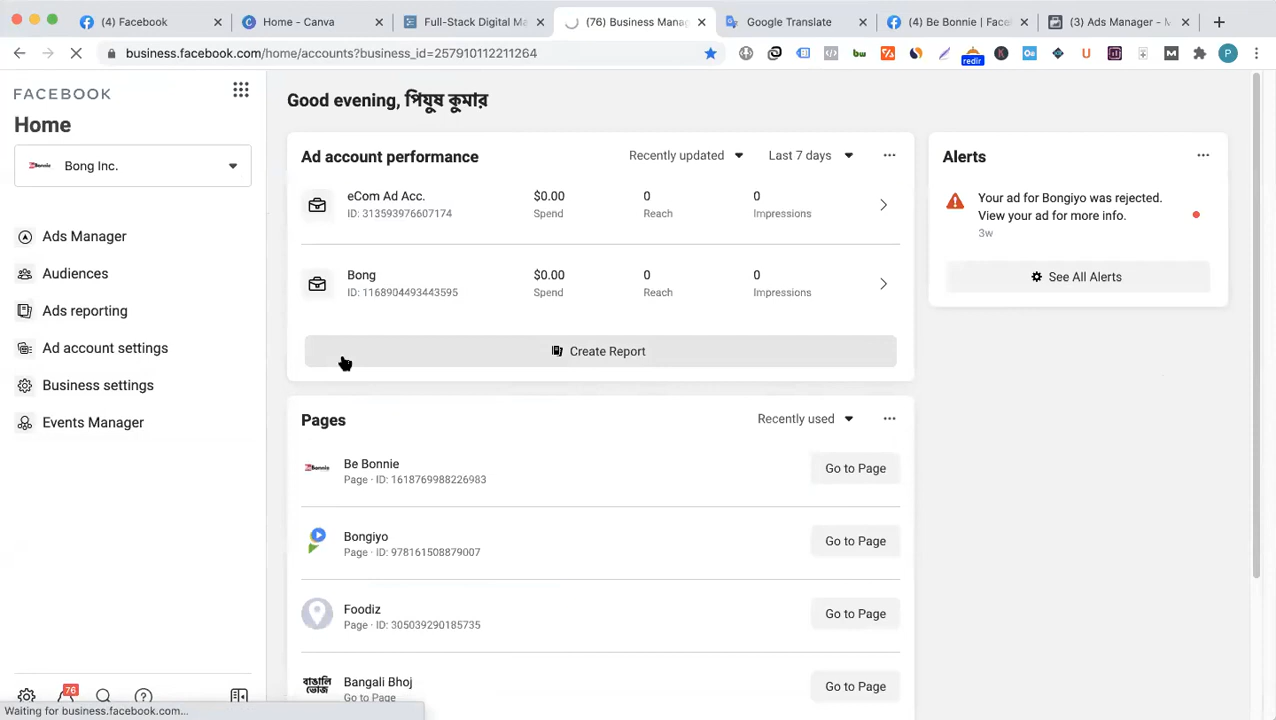 (4) Facebook
Home - Canva
Full-Stack Digital Ma
(76) Business Manag
Google Translate
(4) Be Bonnie | Face
(3) Ads Manager - M
business.facebook.com/home/accounts?business_id=257910112211264
FACEBOOK
Home
Bong Inc.
Ads Manager
Audiences
Ads reporting
Ad account settings
Business settings
Events Manager
76
Waiting for business.facebook.com...
Good evening, পিযুষ কুমার
Ad account performance
Recently updated
Last 7 days
eCom Ad Acc.
ID: 313593976607174
$0.00
Spend
0
Reach
0
Impressions
Bong
ID: 1168904493443595
$0.00
Spend
0
Reach
0
Impressions
Create Report
Pages
Recently used
Be Bonnie
Page · ID: 1618769988226983
Go to Page
Bongiyo
Page · ID: 978161508879007
Go to Page
Foodiz
Page · ID: 305039290185735
Go to Page
বাঙালি
ভোজ
Bangali Bhoj
Go to Page
Go to Page
Alerts
Your ad for Bongiyo was rejected.
View your ad for more info.
3w
See All Alerts